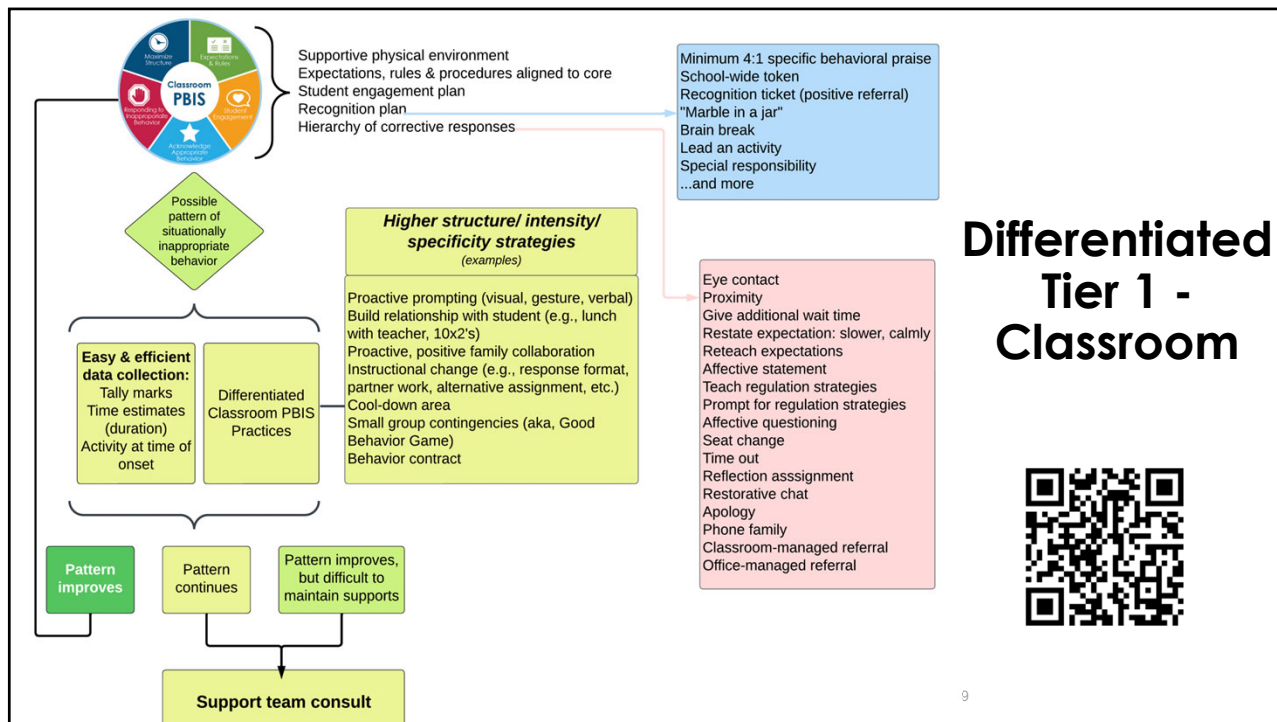 Maximize
Structure
Expectations
& Rules
Classroom
PBIS
Responding to
Inappropriate
Behavior
Student
Engagement
Acknowledge
Appropriate
Behavior
Supportive physical environment
Expectations, rules & procedures aligned to core
Student engagement plan
Recognition plan
Hierarchy of corrective responses
Minimum 4:1 specific behavioral praise
School-wide token
Recognition ticket (positive referral)
"Marble in a jar"
Brain break
Lead an activity
Special responsibility
...and more
Possible
pattern of
situationally
inappropriate
behavior
Higher structure/ intensity/
specificity strategies
(examples)
Proactive prompting (visual, gesture, verbal)
Build relationship with student (e.g., lunch
with teacher, 10x2's)
Proactive, positive family collaboration
Instructional change (e.g., response format,
partner work, alternative assignment, etc.)
Cool-down area
Small group contingencies (aka, Good
Behavior Game)
Behavior contract
Easy & efficient
data collection:
Tally marks
Time estimates
(duration)
Activity at time of
onset
Differentiated
Classroom PBIS
Practices
Eye contact
Proximity
Give additional wait time
Restate expectation: slower, calmly
Reteach expectations
Affective statement
Teach regulation strategies
Prompt for regulation strategies
Affective questioning
Seat change
Time out
Reflection asssignment
Restorative chat
Apology
Phone family
Classroom-managed referral
Office-managed referral
Differentiated
Tier 1 -
Classroom
Pattern
improves
Pattern
continues
Pattern improves,
but difficult to
maintain supports
Support team consult
9